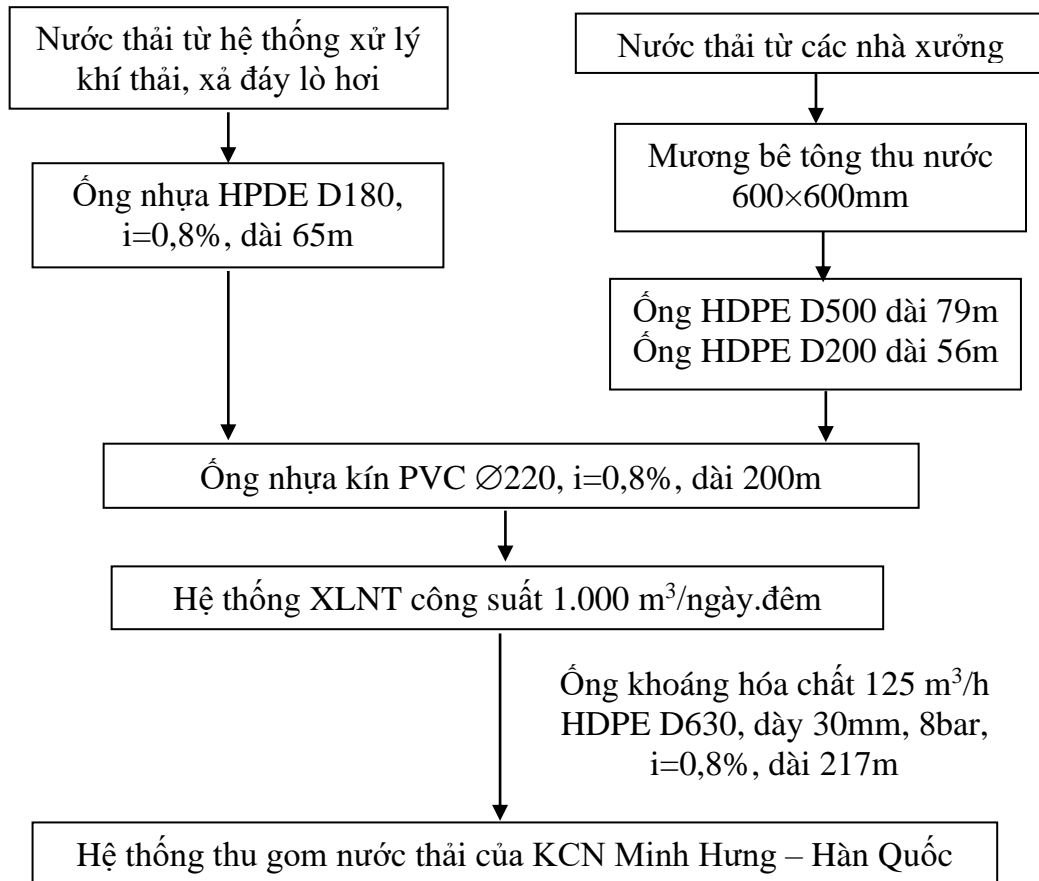 Nước thải từ hệ thống xử lý
khí thải, xả đáy lò hơi
Nước thải từ các nhà xưởng
Ống nhựa HPDE D180,
i=0,8%, dài 65m
Mương bê tông thu nước
600×600mm
Ống HDPE D500 dài 79m
Ống HDPE D200 dài 56m
Ống nhựa kín PVC ∅220, i=0,8%, dài 200m
Hệ thống XLNT công suất 1.000 m³/ngày.đêm
Ống khoáng hóa chất 125 m³/h
HDPE D630, dày 30mm, 8bar,
i=0,8%, dài 217m
Hệ thống thu gom nước thải của KCN Minh Hưng – Hàn Quốc